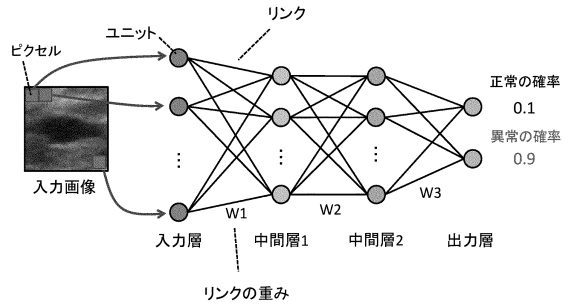 リンク
ユニット
ピクセル
正常の確率
0.1
異常の確率
0.9
入力画像
W1
W2
W3
入力層
中間層1
中間層2
出力層
リンクの重み